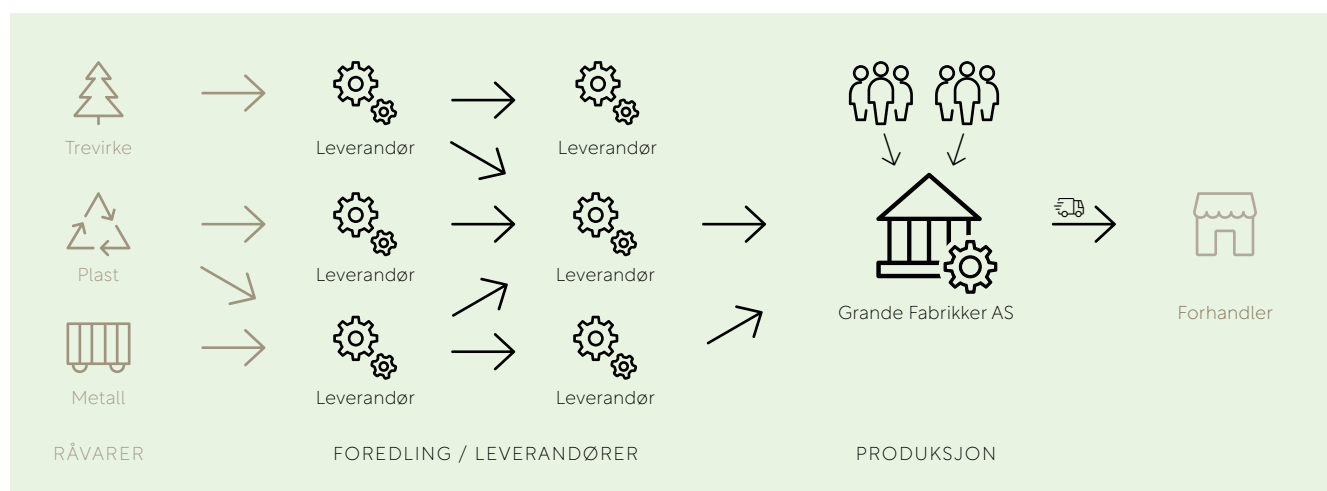 Trevirke
Leverandør
Leverandør
Plast
Leverandør
Leverandør
Grande Fabrikker AS
Forhandler
Metall
Leverandør
Leverandør
RÅVARER
FOREDLING / LEVERANDØRER
PRODUKSJON